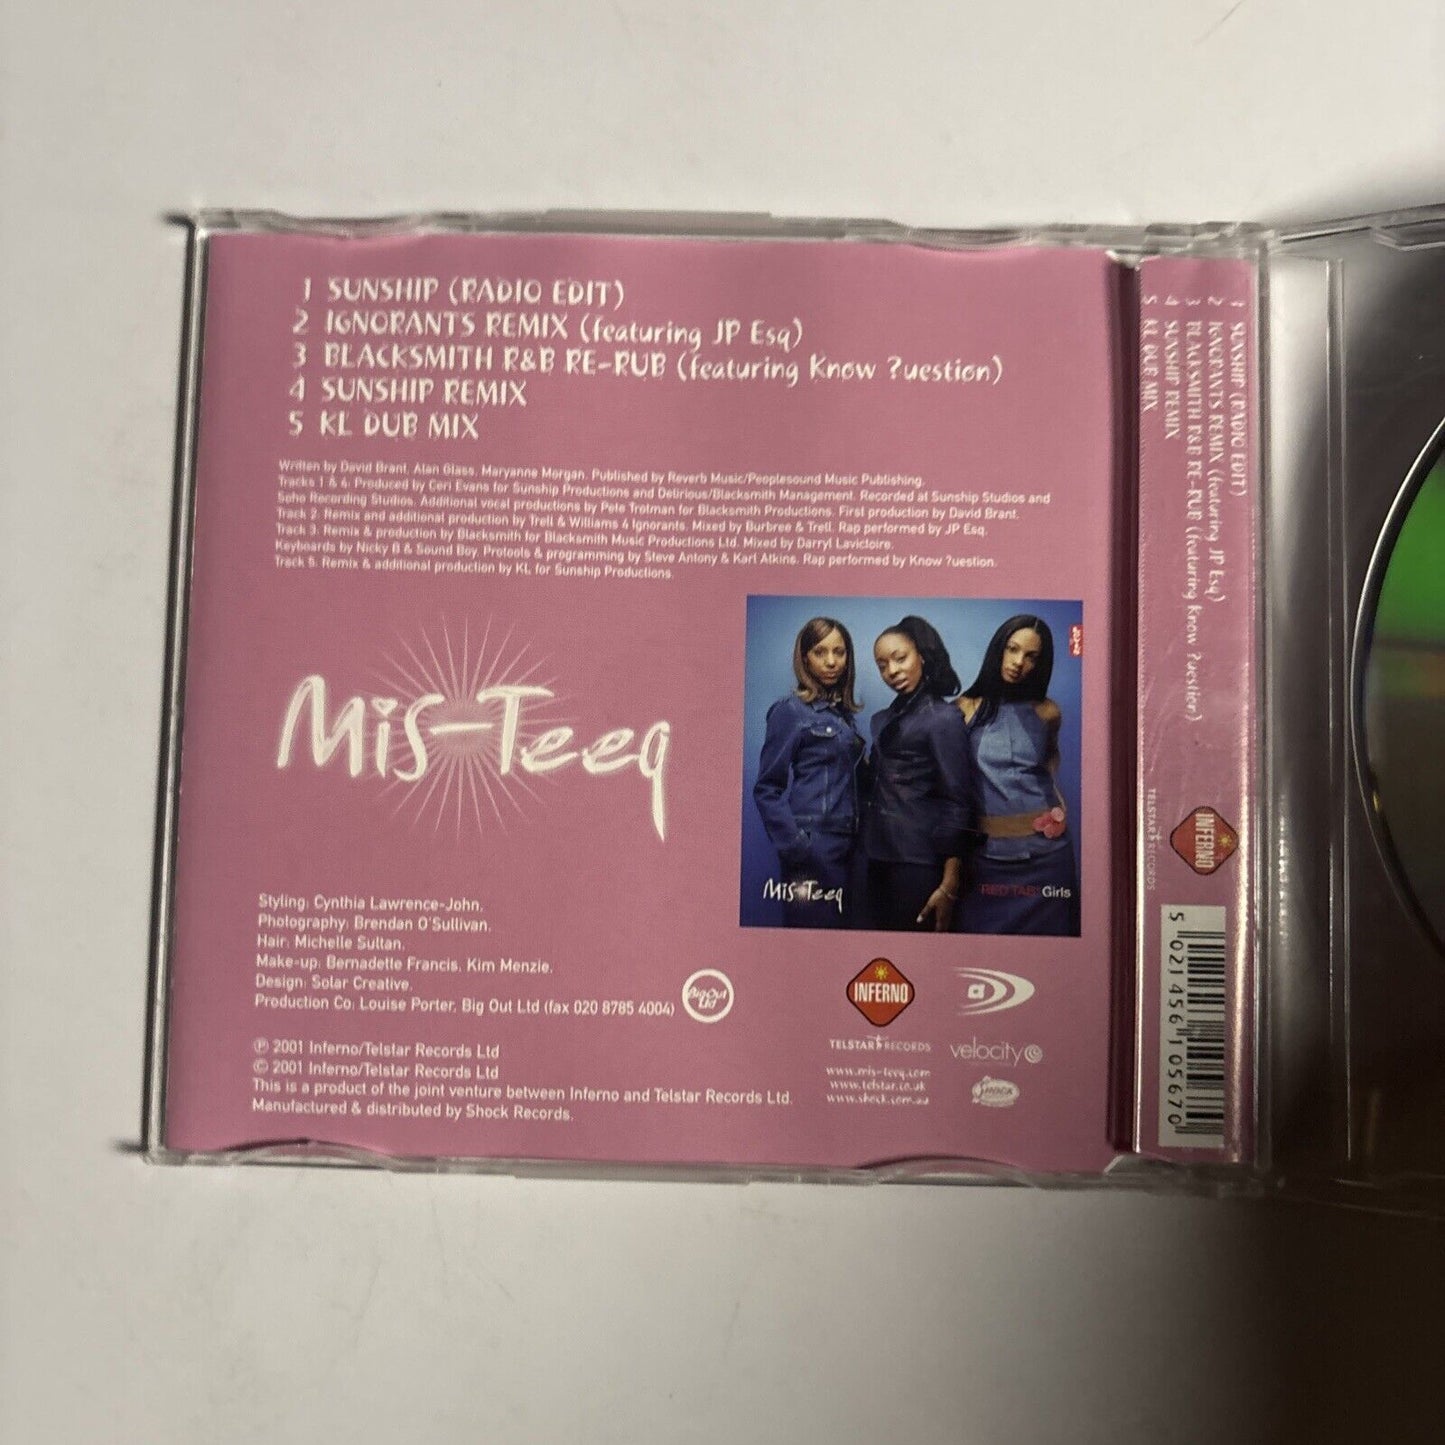 1 SUNSHIP (RADIO EDIT)
2 IGNORANTS REMIX (featuring JP Esq)
3 BLACKSMITH R&B RE-RUB (featuring Know ?uestion)
4 SUNSHIP REMIX
5 KL DUB MIX
Written by David Brant, Alan Glass, Maryanne Morgan. Published by Reverb Music/Peoplesound Music Publishing.
Tracks 1 & 4: Produced by Ceri Evans for Sunship Productions and Delirious/Blacksmith Management. Recorded at Sunship Studios and
Soho Recording Studios. Additional vocal productions by Pete Trotman for Blacksmith Productions. First production by David Brant.
Track 2. Remix and additional production by Trell & Williams 4 Ignorants. Mixed by Burbree & Trell. Rap performed by JP Esq.
Track 3. Remix & production by Blacksmith for Blacksmith Music Productions Ltd. Mixed by Darryl Lavictoire.
Keyboards by Nicky B & Sound Boy. Protools & programming by Steve Antony & Karl Atkins. Rap performed by Know ?uestion.
Track 5. Remix & additional production by KL for Sunship Productions.
Mis-Teeq
Mis-Teeq
RED TAB Girls
Styling: Cynthia Lawrence-John.
Photography: Brendan O'Sullivan.
Hair: Michelle Sultan.
Make-up: Bernadette Francis, Kim Menzie.
Design: Solar Creative.
Production Co: Louise Porter, Big Out Ltd (fax 020 8785 4004)
Big Out
Ltd
℗ 2001 Inferno/Telstar Records Ltd
© 2001 Inferno/Telstar Records Ltd
This is a product of the joint venture between Inferno and Telstar Records Ltd.
Manufactured & distributed by Shock Records.
INFERNO
TELSTAR RECORDS
velocity
www.mis-teeq.com
www.telstar.co.uk
www.shock.com.au
SHOCK
1 SUNSHIP (RADIO EDIT)
2 IGNORANTS REMIX (featuring JP Esq)
3 BLACKSMITH R&B RE-RUB (featuring Know ?uestion)
4 SUNSHIP REMIX
5 KL DUB MIX
INFERNO
TELSTAR RECORDS
5 021456 105670